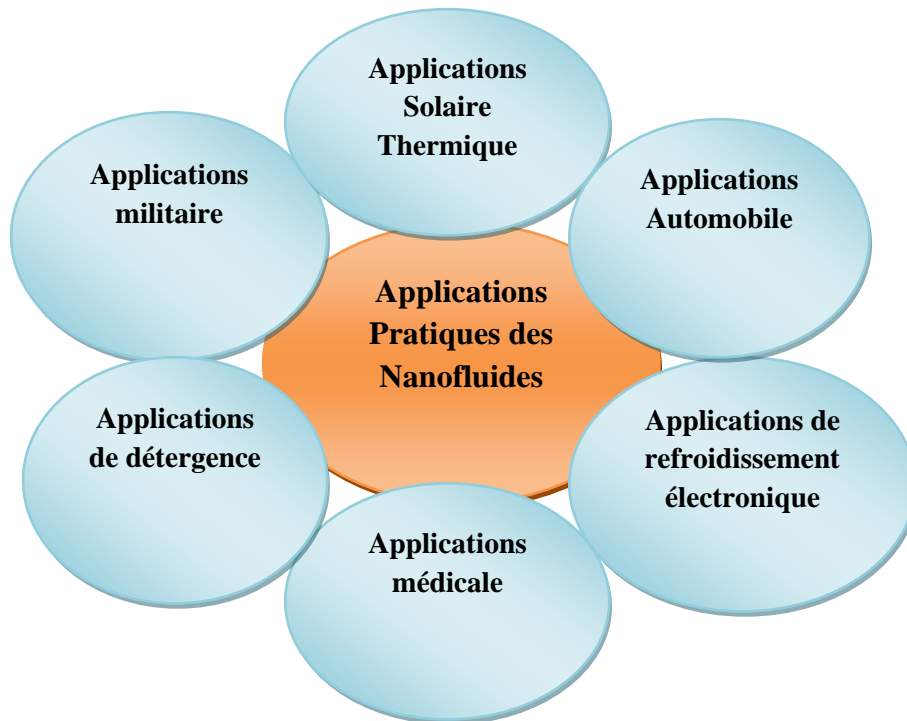 Applications
Solaire
Thermique
Applications
militaire
Applications
Automobile
Applications
Pratiques des
Nanofluides
Applications
de détergence
Applications de
refroidissement
électronique
Applications
médicale